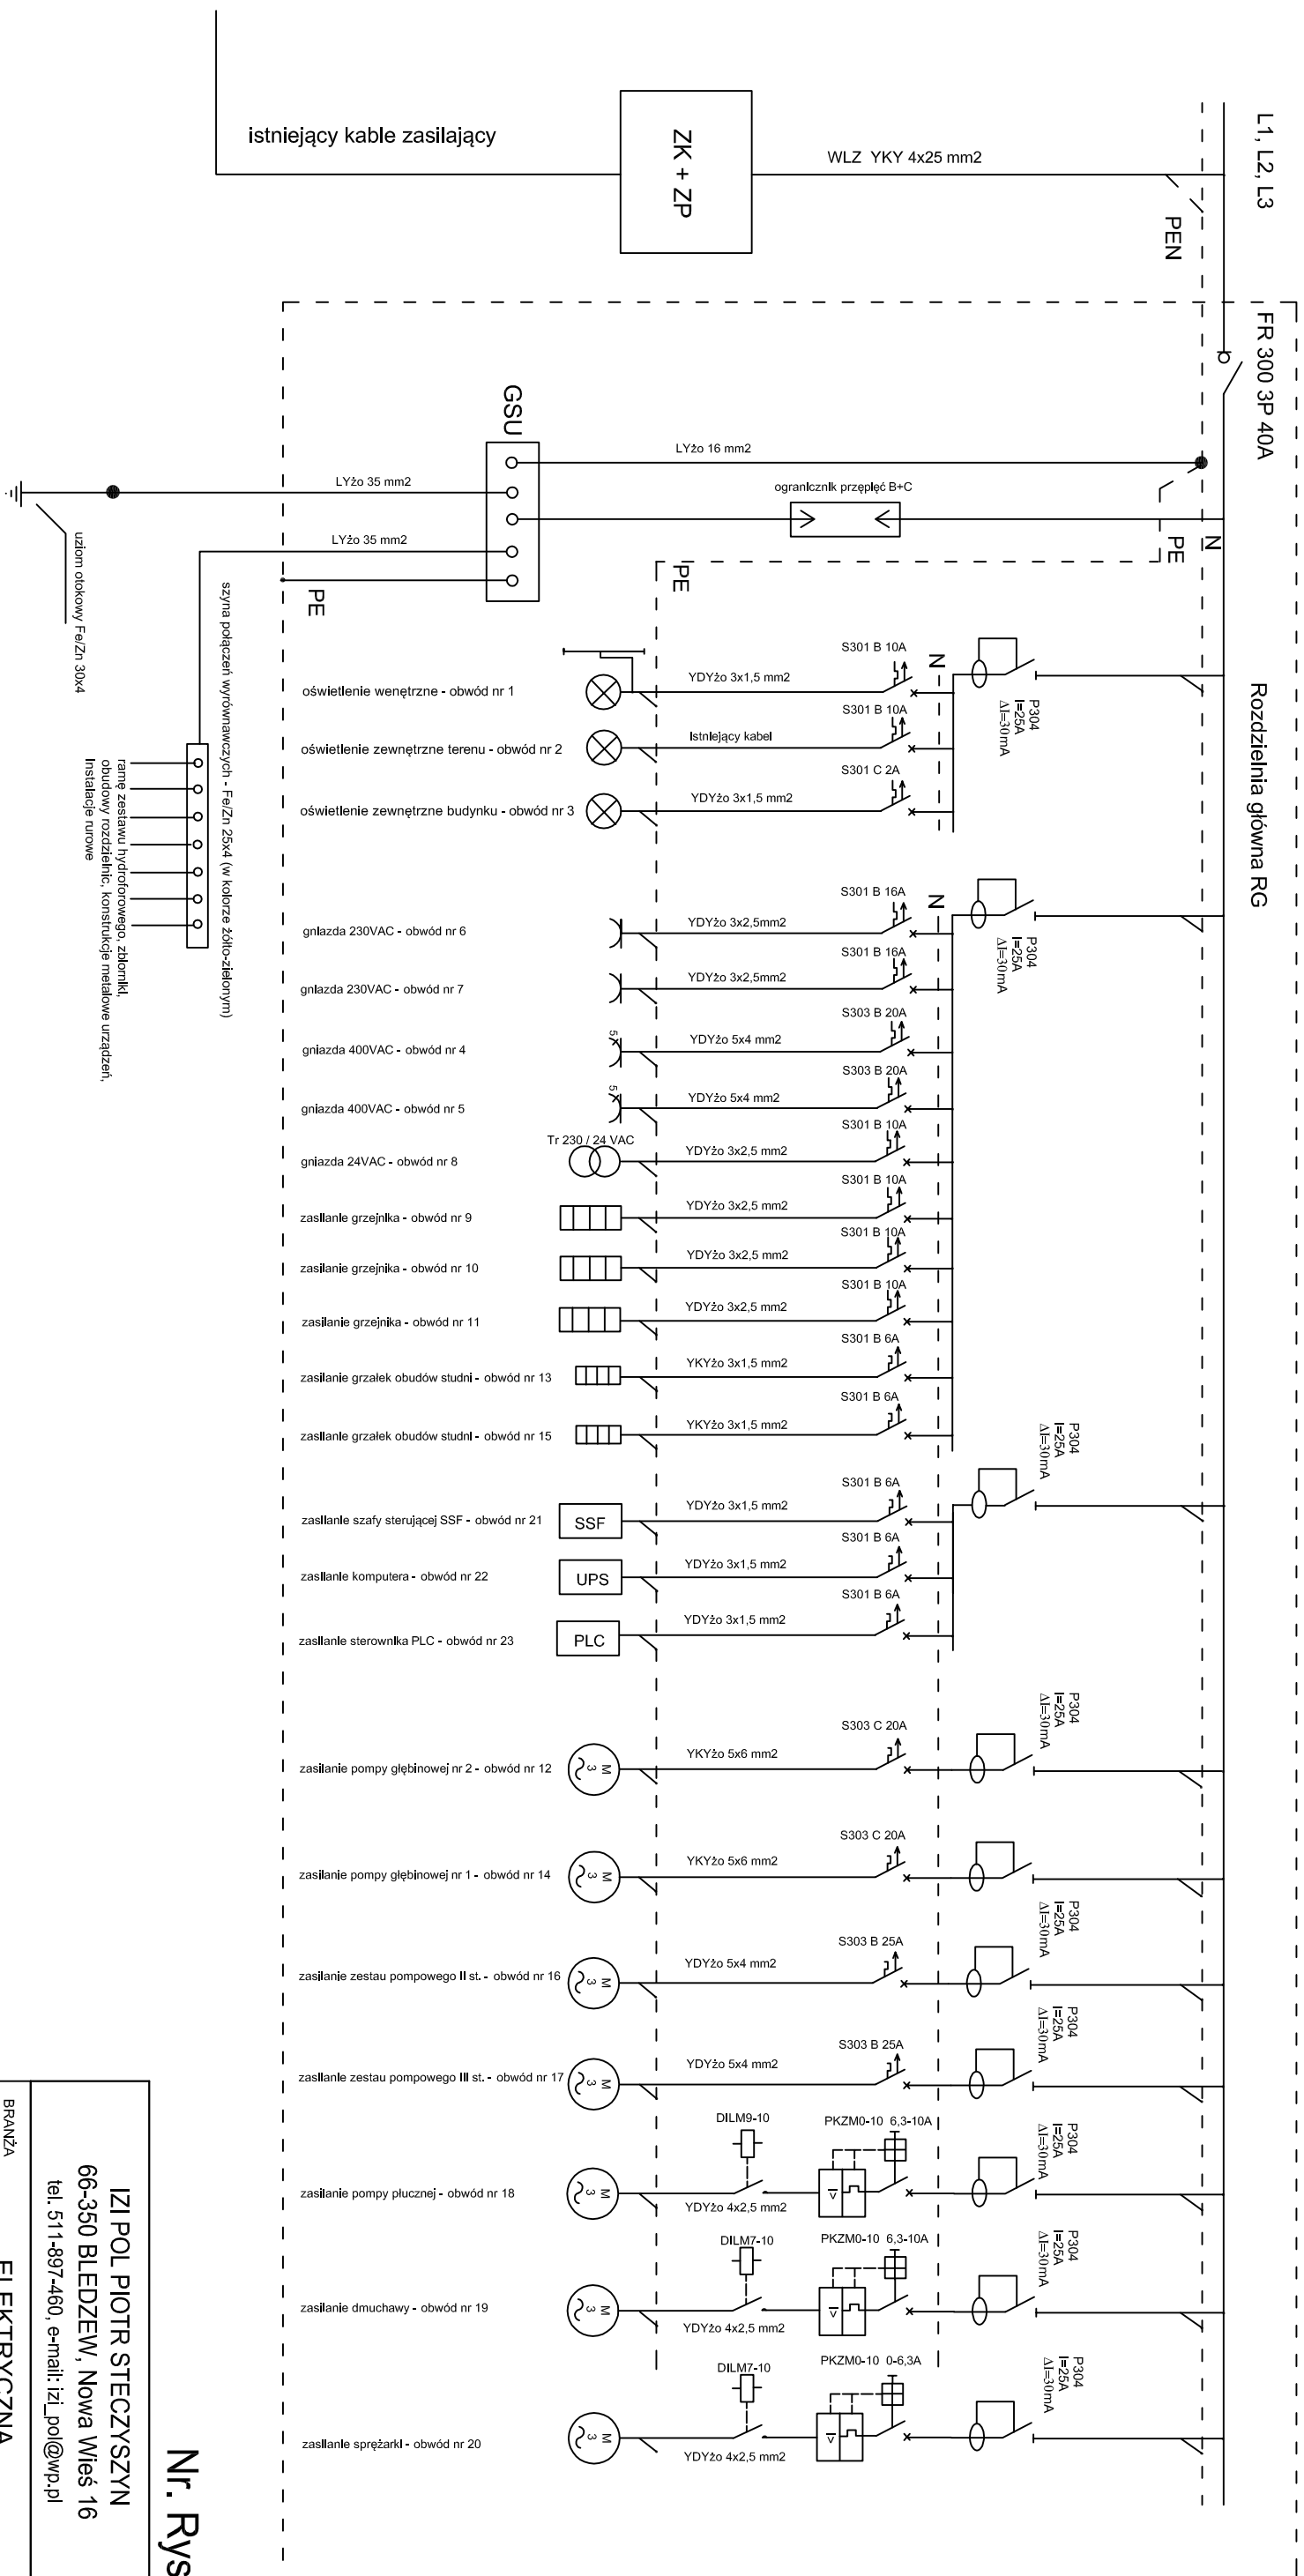 L1, L2, L3
istniejący kable zasilający
ZK + ZP
WLZ YKY 4x25 mm2
PEN
FR 300 3P 40A
GSU
LYżo 16 mm2
LYżo 35 mm2
ogranicznik przepięć B+C
LYżo 35 mm2
N
PE
PE
PE
uziom otokowy Fe/Zn 30x4
szyna połączeń wyrównawczych - Fe/Zn 25x4 (w kolorze żółto-zielonym)
ramę zestawu hydroforowego, zbiorniki,
obudowy rozdzielnic, konstrukcje metalowe urządzeń,
instalacje rurowe
Rozdzielnia główna RG
P304
I=25A
ΔI=30mA
N
oświetlenie wenętrzne - obwód nr 1
YDYżo 3x1,5 mm2
S301 B 10A
oświetlenie zewnętrzne terenu - obwód nr 2
istniejący kabel
S301 B 10A
oświetlenie zewnętrzne budynku - obwód nr 3
YDYżo 3x1,5 mm2
S301 C 2A
P304
I=25A
ΔI=30mA
N
gniazda 230VAC - obwód nr 6
YDYżo 3x2,5mm2
S301 B 16A
gniazda 230VAC - obwód nr 7
YDYżo 3x2,5mm2
S301 B 16A
gniazda 400VAC - obwód nr 4
5
YDYżo 5x4 mm2
S303 B 20A
gniazda 400VAC - obwód nr 5
5
YDYżo 5x4 mm2
S303 B 20A
gniazda 24VAC - obwód nr 8
Tr 230 / 24 VAC
YDYżo 3x2,5 mm2
S301 B 10A
zasilanie grzejnika - obwód nr 9
YDYżo 3x2,5 mm2
S301 B 10A
zasilanie grzejnika - obwód nr 10
YDYżo 3x2,5 mm2
S301 B 10A
zasilanie grzejnika - obwód nr 11
YDYżo 3x2,5 mm2
S301 B 10A
zasilanie grzałek obudów studni - obwód nr 13
YKYżo 3x1,5 mm2
S301 B 6A
zasilanie grzałek obudów studni - obwód nr 15
YKYżo 3x1,5 mm2
S301 B 6A
P304
I=25A
ΔI=30mA
zasilanie szafy sterującej SSF - obwód nr 21
SSF
YDYżo 3x1,5 mm2
S301 B 6A
zasilanie komputera - obwód nr 22
UPS
YDYżo 3x1,5 mm2
S301 B 6A
zasilanie sterownika PLC - obwód nr 23
PLC
YDYżo 3x1,5 mm2
S301 B 6A
P304
I=25A
ΔI=30mA
zasilanie pompy głębinowej nr 2 - obwód nr 12
M
3
YKYżo 5x6 mm2
S303 C 20A
zasilanie pompy głębinowej nr 1 - obwód nr 14
M
3
YKYżo 5x6 mm2
S303 C 20A
P304
I=25A
ΔI=30mA
zasilanie zestau pompowego II st. - obwód nr 16
M
3
YDYżo 5x4 mm2
S303 B 25A
P304
I=25A
ΔI=30mA
zasilanie zestau pompowego III st. - obwód nr 17
M
3
YDYżo 5x4 mm2
S303 B 25A
P304
I=25A
ΔI=30mA
zasilanie pompy płucznej - obwód nr 18
M
3
DILM9-10
YDYżo 4x2,5 mm2
PKZM0-10 6,3-10A
I>
P304
I=25A
ΔI=30mA
zasilanie dmuchawy - obwód nr 19
M
3
DILM7-10
YDYżo 4x2,5 mm2
PKZM0-10 6,3-10A
I>
P304
I=25A
ΔI=30mA
zasilanie sprężarki - obwód nr 20
M
3
DILM7-10
YDYżo 4x2,5 mm2
PKZM0-10 0-6,3A
I>
Nr. Rys
IZI POL PIOTR STECZYSZYN
66-350 BLEDZEW, Nowa Wieś 16
tel. 511-897-460, e-mail: izi_pol@wp.pl
BRANŻA
ELEKTRYCZNA